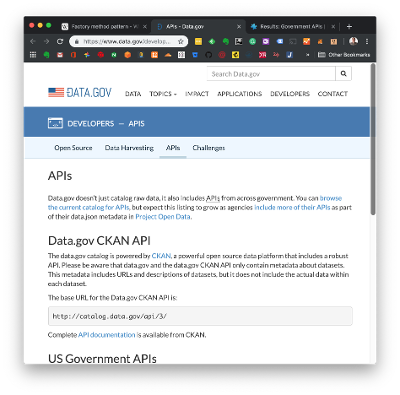 Factory method pattern - W
APIs - Data.gov
Results: Government APIs |
https://www.data.gov/develop...
Other Bookmarks
Search Data.gov
DATA.GOV
DATA TOPICS IMPACT APPLICATIONS DEVELOPERS CONTACT
DEVELOPERS — APIS
Open Source Data Harvesting APIs Challenges
APIs
Data.gov doesn't just catalog raw data, it also includes APIs from across government. You can browse
the current catalog for APIs, but expect this listing to grow as agencies include more of their APIs as part
of their data.json metadata in Project Open Data.
Data.gov CKAN API
The data.gov catalog is powered by CKAN, a powerful open source data platform that includes a robust
API. Please be aware that data.gov and the data.gov CKAN API only contain metadata about datasets.
This metadata includes URLs and descriptions of datasets, but it does not include the actual data within
each dataset.
The base URL for the Data.gov CKAN API is:
http://catalog.data.gov/api/3/
Complete API documentation is available from CKAN.
US Government APIs